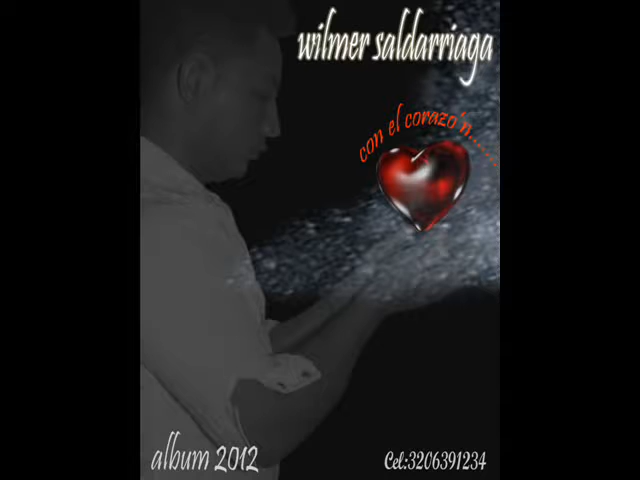 wilmer saldarriaga
con el corazo'n.......
album 2012
Cel:3206391234